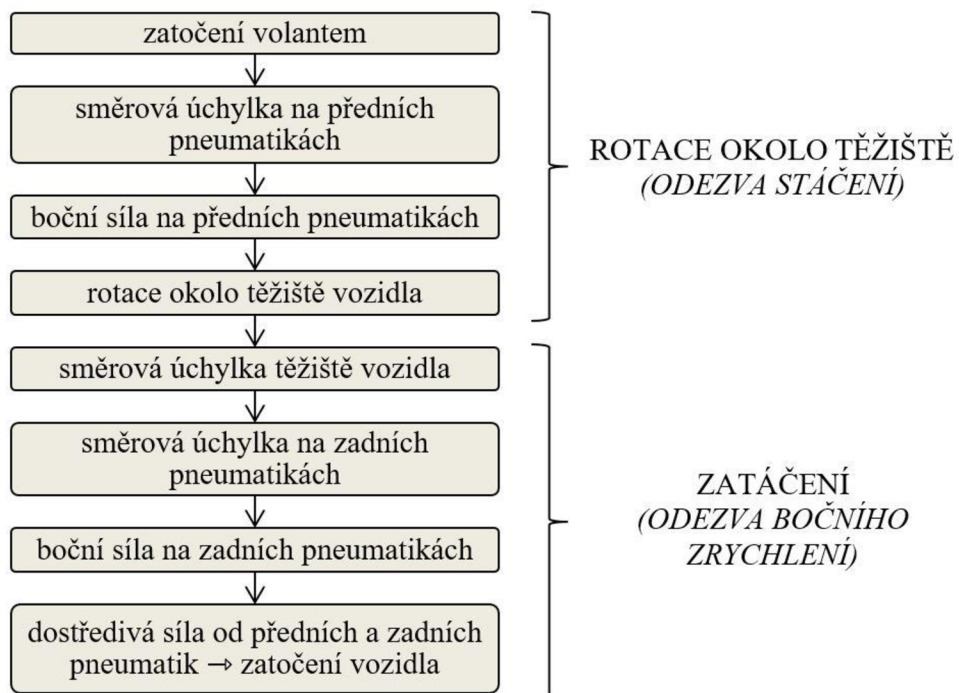 zatočení volantem
směrová úchylka na předních
pneumatikách
boční síla na předních pneumatikách
rotace okolo těžiště vozidla
ROTACE OKOLO TĚŽIŠTĚ
(ODEZVA STÁČENÍ)
směrová úchylka těžiště vozidla
směrová úchylka na zadních
pneumatikách
boční síla na zadních pneumatikách
dostředivá síla od předních a zadních
pneumatik → zatočení vozidla
ZATÁČENÍ
(ODEZVA BOČNÍHO
ZRYCHLENÍ)